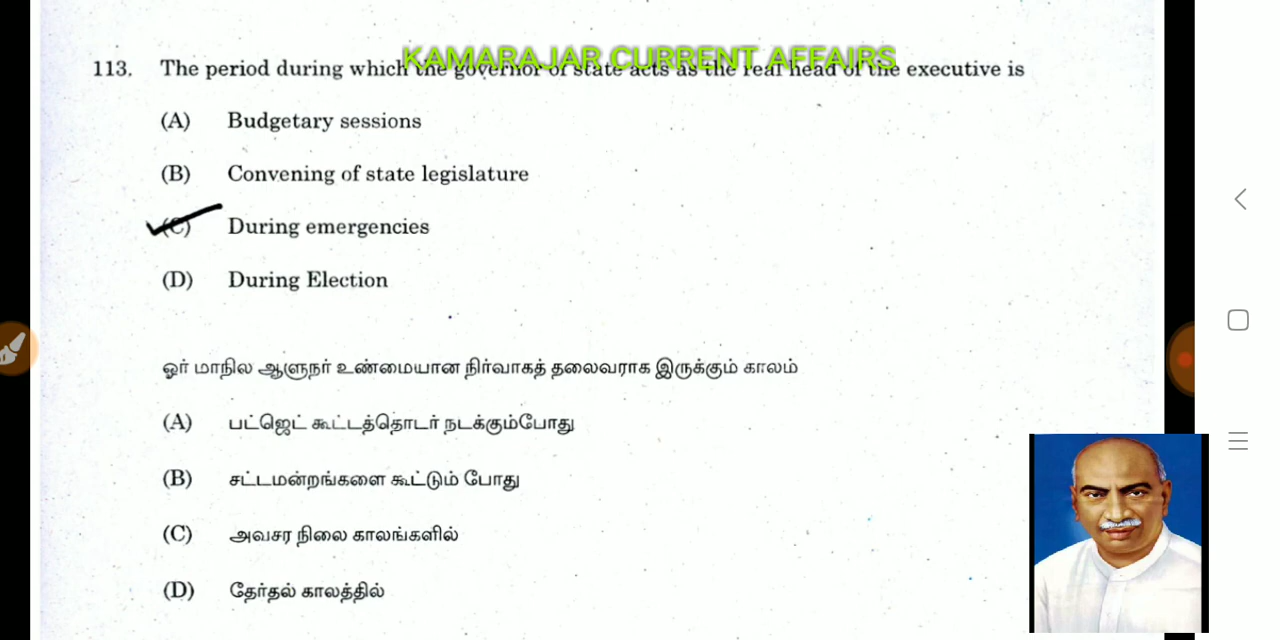 KAMARAJAR CURRENT AFFAIRS
113. The period during which the governor of state acts as the real head of the executive is
(A) Budgetary sessions
(B) Convening of state legislature
(C) During emergencies
(D) During Election
ஓர் மாநில ஆளுநர் உண்மையான நிர்வாகத் தலைவராக இருக்கும் காலம்
(A) பட்ஜெட் கூட்டத்தொடர் நடக்கும்போது
(B) சட்டமன்றங்களை கூட்டும் போது
(C) அவசர நிலை காலங்களில்
(D) தேர்தல் காலத்தில்